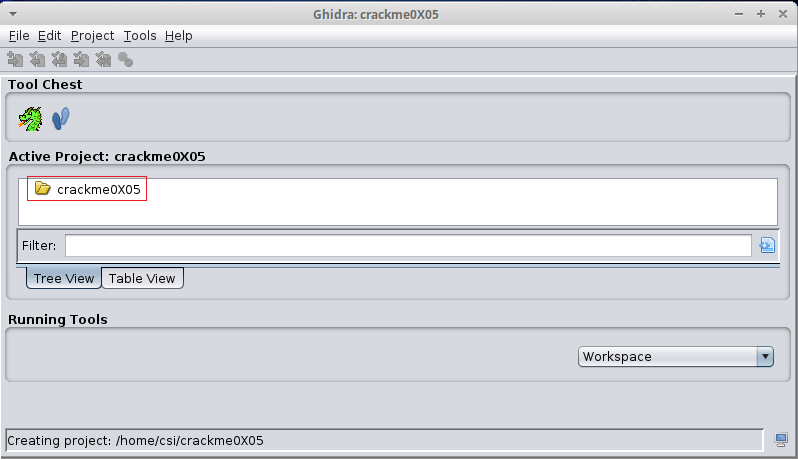 Ghidra: crackme0X05
File Edit Project Tools Help
Tool Chest
Active Project: crackme0X05
crackme0X05
Filter:
Tree View Table View
Running Tools
Workspace
Creating project: /home/csi/crackme0X05